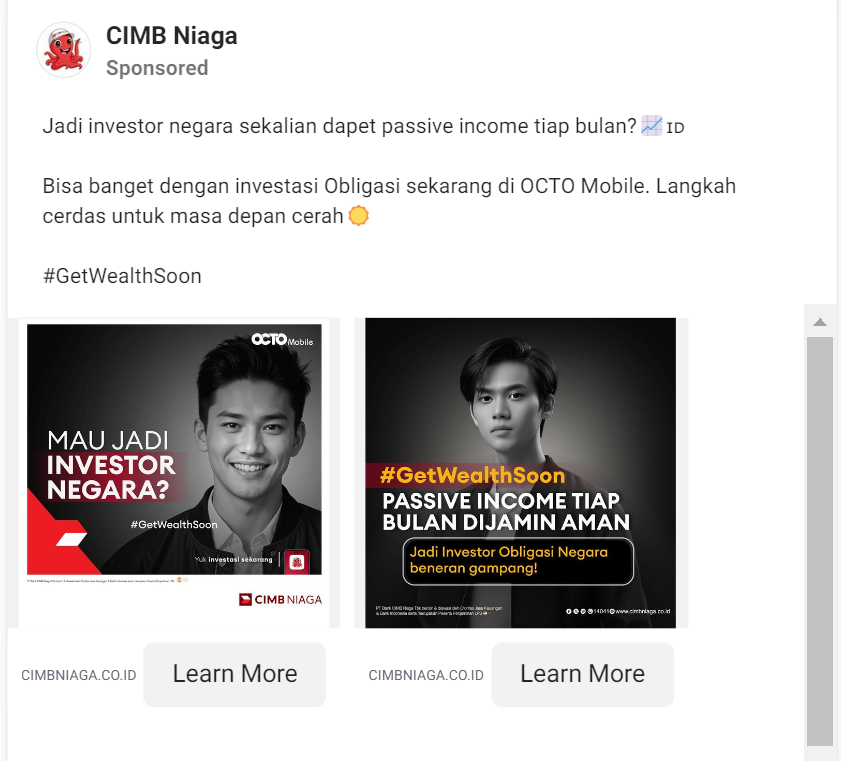 CIMB Niaga
Sponsored
Jadi investor negara sekalian dapet passive income tiap bulan? 📈 ID
Bisa banget dengan investasi Obligasi sekarang di OCTO Mobile. Langkah
cerdas untuk masa depan cerah 🌞
#GetWealthSoon
OCTO Mobile
MAU JADI
INVESTOR
NEGARA?
#GetWealthSoon
Yuk investasi sekarang
CIMB NIAGA
#GetWealthSoon
PASSIVE INCOME TIAP
BULAN DIJAMIN AMAN
Jadi Investor Obligasi Negara
beneran gampang!
14041 www.cimbniaga.co.id
CIMBNIAGA.CO.ID
Learn More
CIMBNIAGA.CO.ID
Learn More